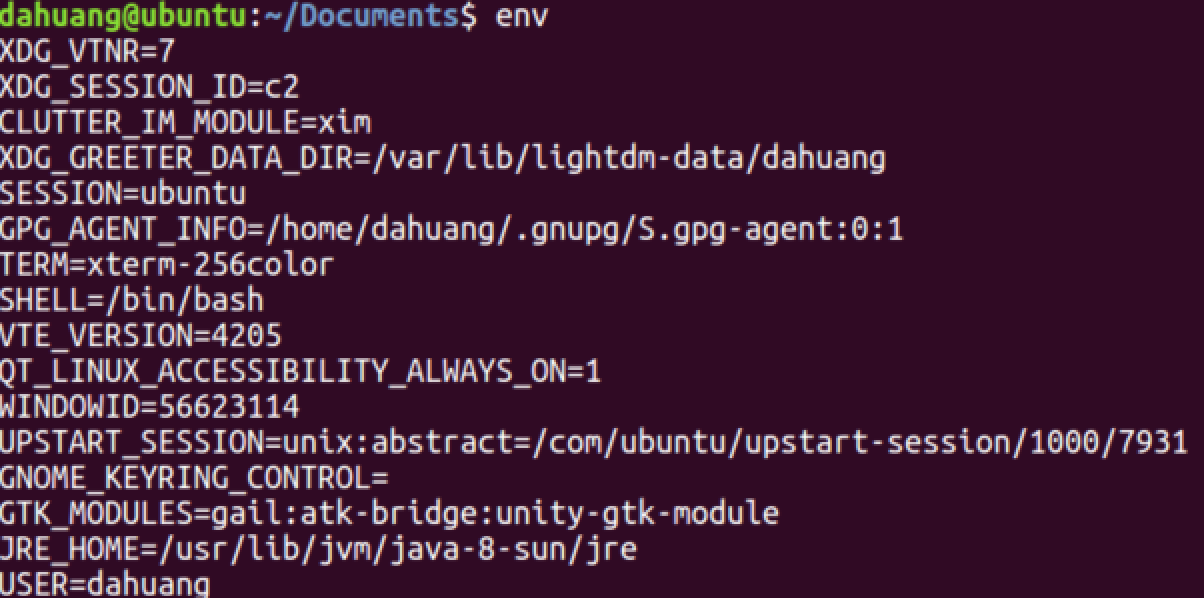 dahuang@ubuntu:~/Documents$ env
XDG_VTNR=7
XDG_SESSION_ID=c2
CLUTTER_IM_MODULE=xim
XDG_GREETER_DATA_DIR=/var/lib/lightdm-data/dahuang
SESSION=ubuntu
GPG_AGENT_INFO=/home/dahuang/.gnupg/S.gpg-agent:0:1
TERM=xterm-256color
SHELL=/bin/bash
VTE_VERSION=4205
QT_LINUX_ACCESSIBILITY_ALWAYS_ON=1
WINDOWID=56623114
UPSTART_SESSION=unix:abstract=/com/ubuntu/upstart-session/1000/7931
GNOME_KEYRING_CONTROL=
GTK_MODULES=gail:atk-bridge:unity-gtk-module
JRE_HOME=/usr/lib/jvm/java-8-sun/jre
USER=dahuang